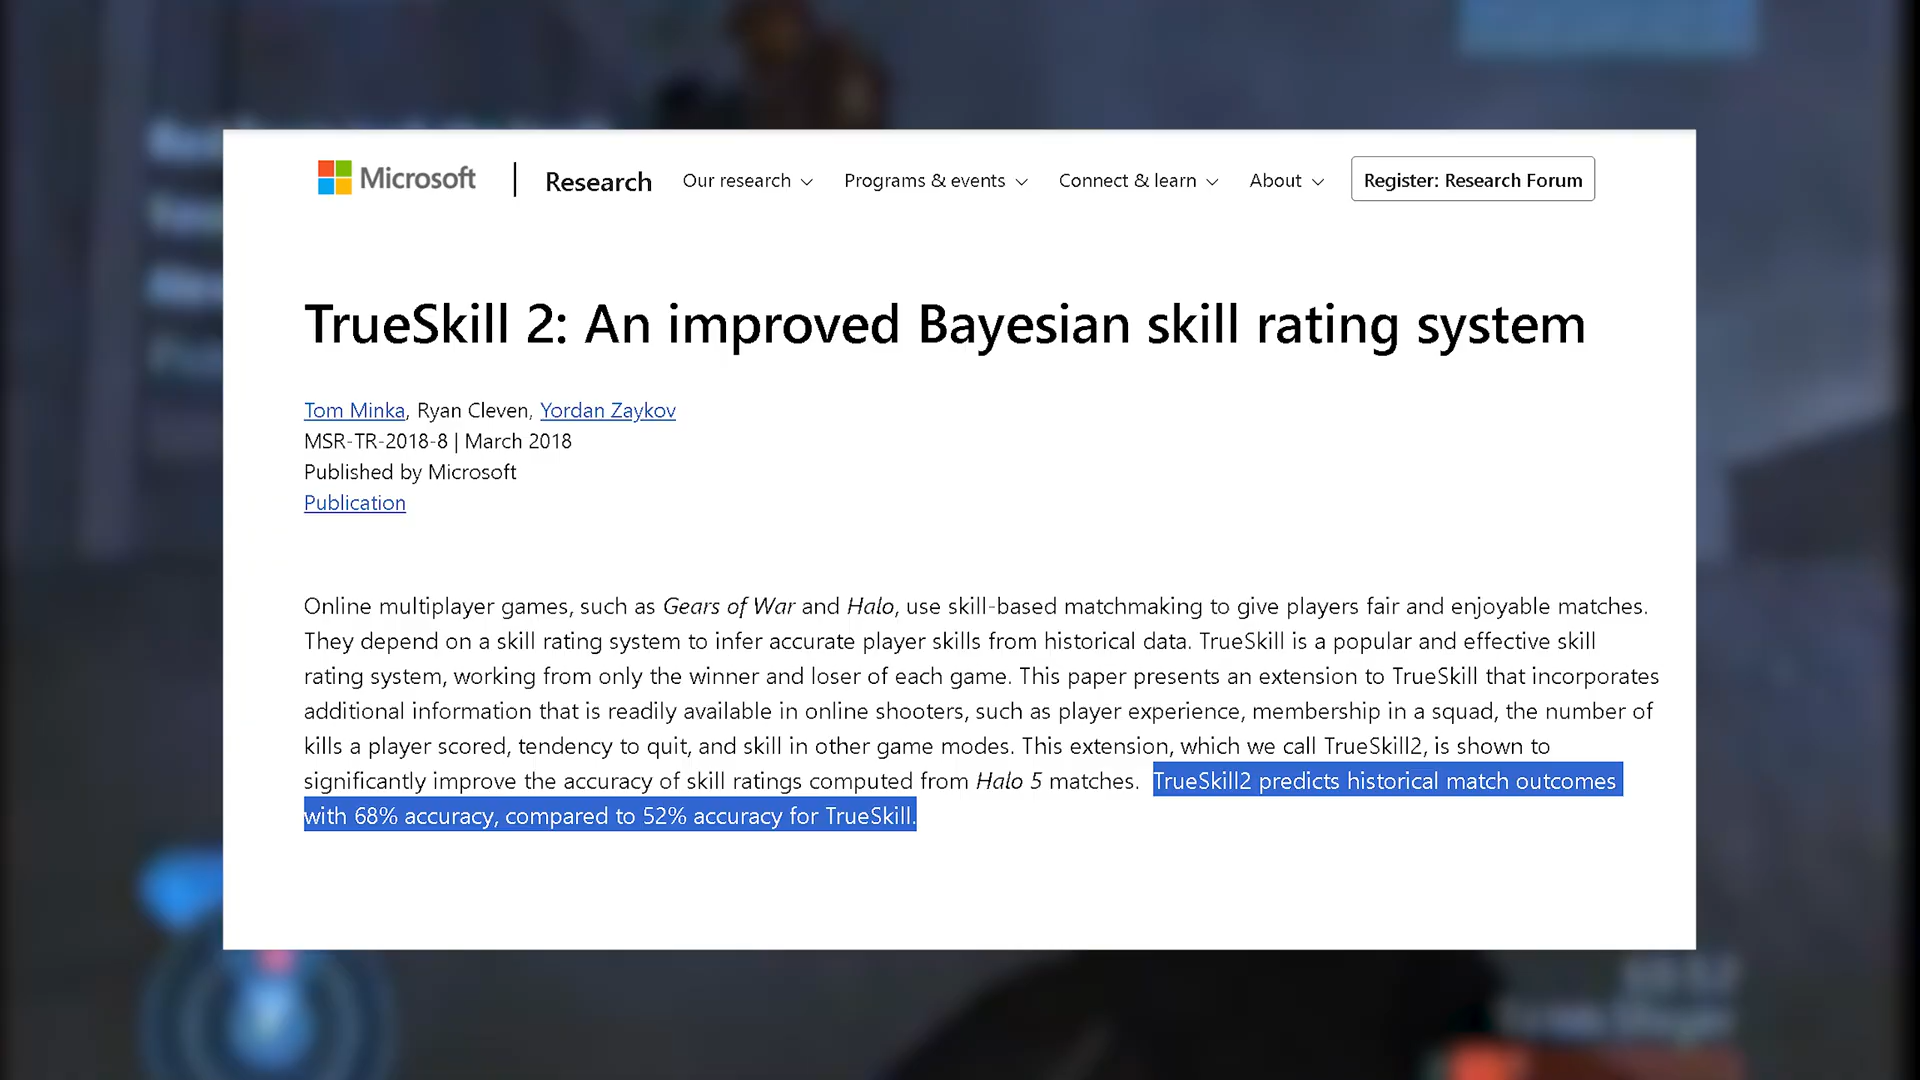 Microsoft | Research Our research Programs & events Connect & learn About Register: Research Forum
TrueSkill 2: An improved Bayesian skill rating system
Tom Minka, Ryan Cleven, Yordan Zaykov
MSR-TR-2018-8 | March 2018
Published by Microsoft
Publication
Online multiplayer games, such as Gears of War and Halo, use skill-based matchmaking to give players fair and enjoyable matches.
They depend on a skill rating system to infer accurate player skills from historical data. TrueSkill is a popular and effective skill
rating system, working from only the winner and loser of each game. This paper presents an extension to TrueSkill that incorporates
additional information that is readily available in online shooters, such as player experience, membership in a squad, the number of
kills a player scored, tendency to quit, and skill in other game modes. This extension, which we call TrueSkill2, is shown to
significantly improve the accuracy of skill ratings computed from Halo 5 matches. TrueSkill2 predicts historical match outcomes
with 68% accuracy, compared to 52% accuracy for TrueSkill.